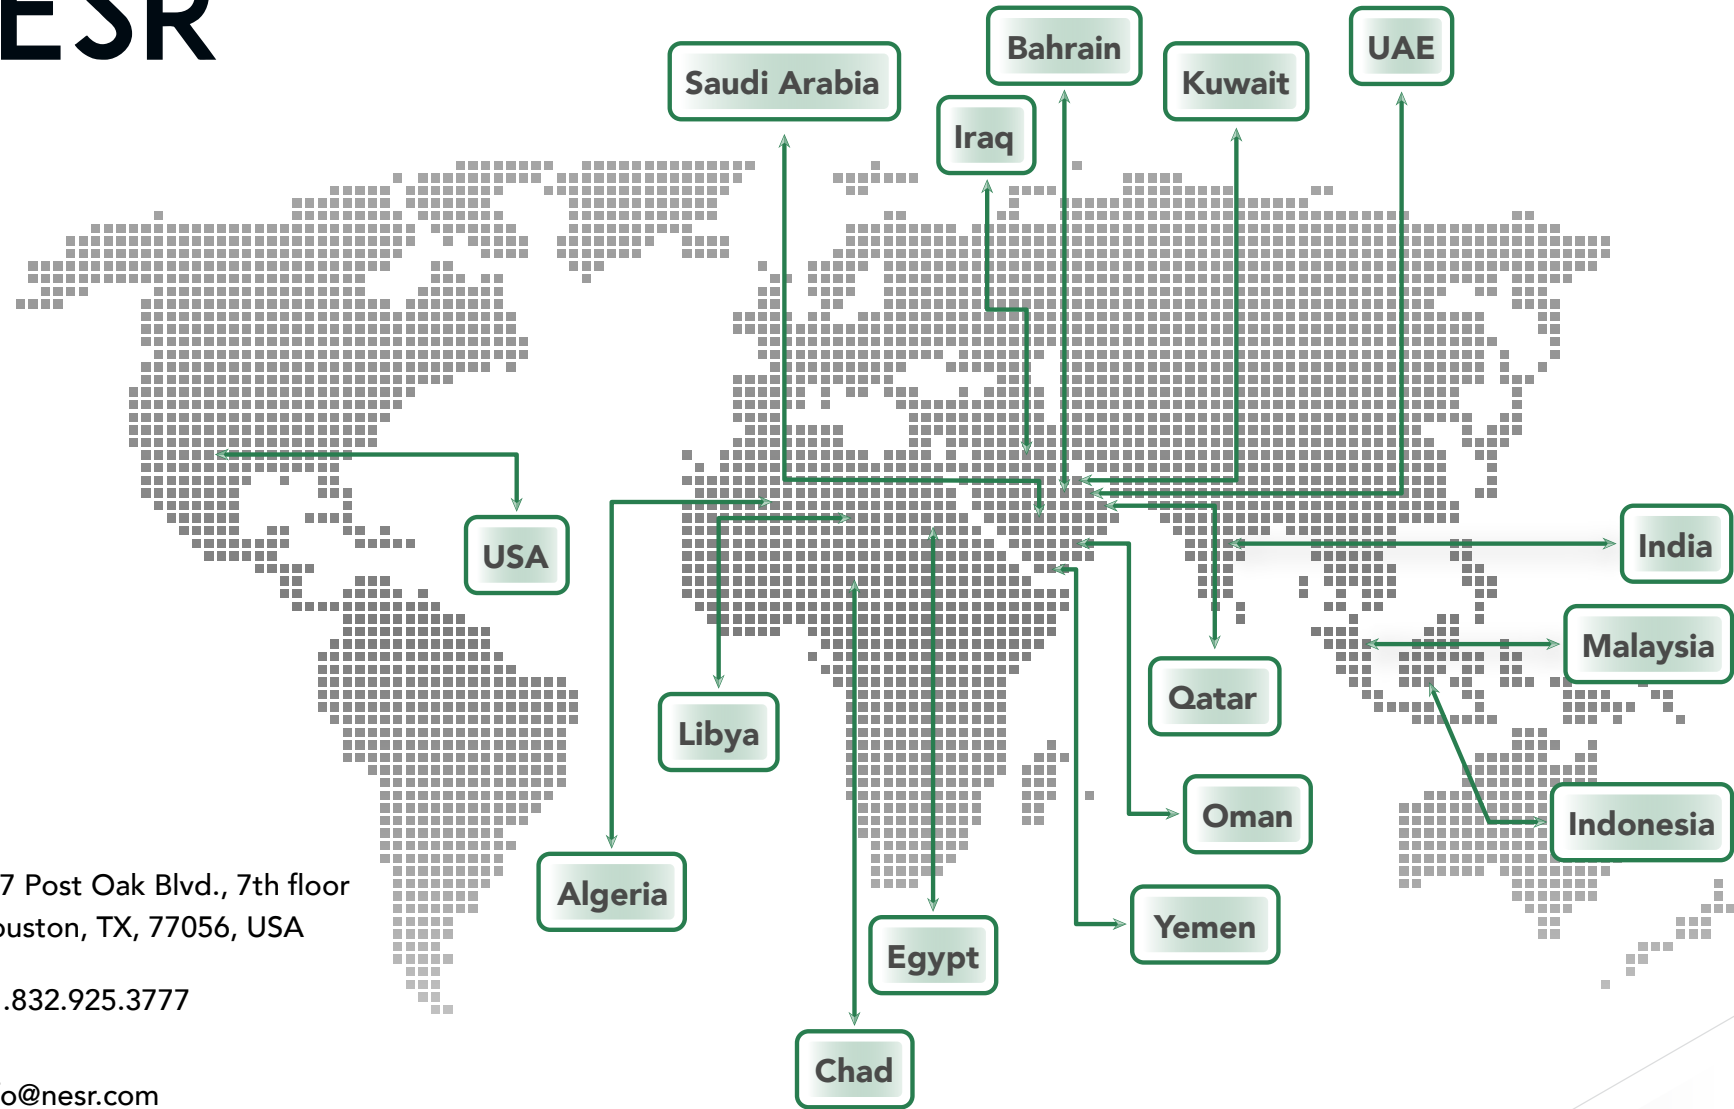 ESR
Bahrain
UAE
Saudi Arabia
Kuwait
Iraq
India
USA
Malaysia
Qatar
Libya
Oman
Indonesia
7 Post Oak Blvd., 7th floor
Algeria
ouston, TX, 77056, USA
Yemen
Egypt
.832.925.3777
Chad
o@nesr.com